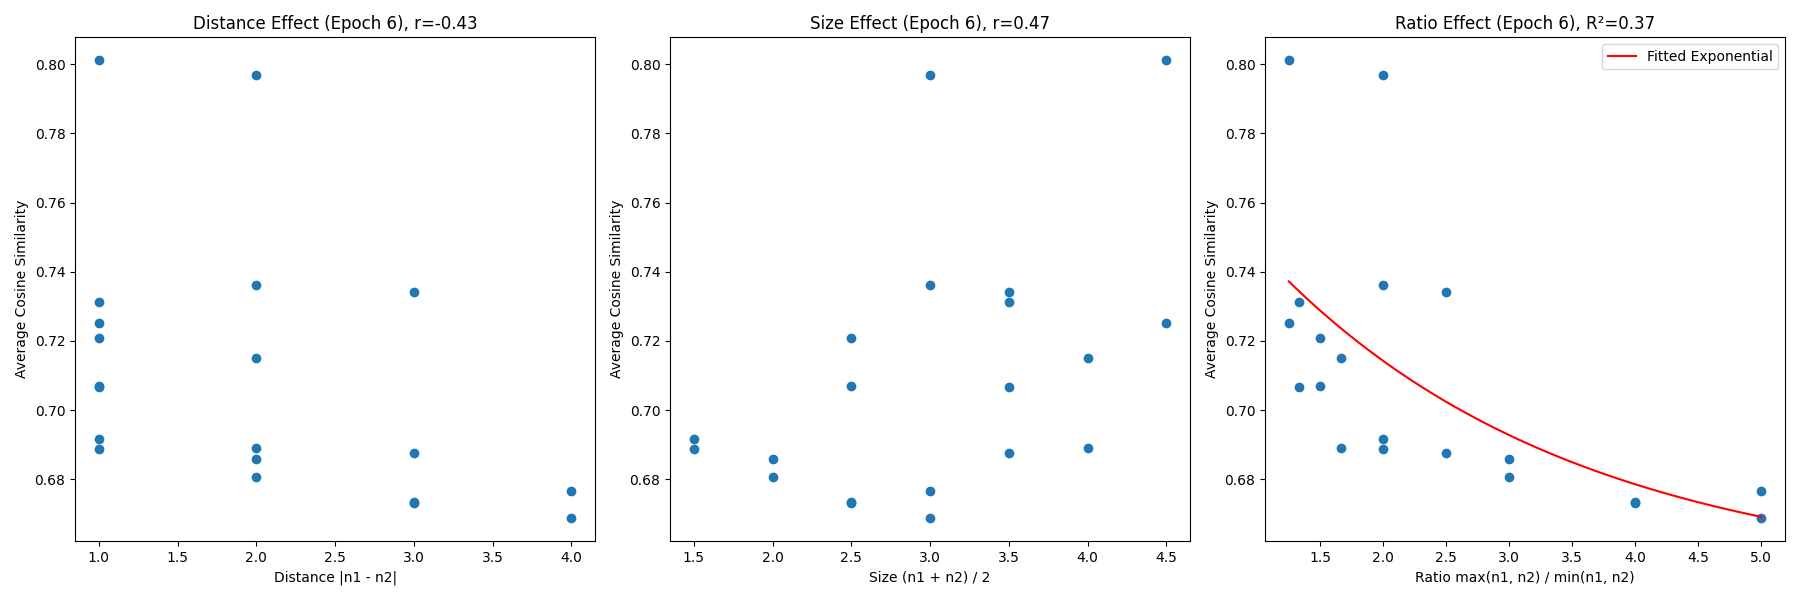 Distance Effect (Epoch 6), r=-0.43
Average Cosine Similarity
0.80
0.78
0.76
0.74
0.72
0.70
0.68
1.0 1.5 2.0 2.5 3.0 3.5 4.0
Distance |n1 - n2|
Size Effect (Epoch 6), r=0.47
Average Cosine Similarity
0.80
0.78
0.76
0.74
0.72
0.70
0.68
1.5 2.0 2.5 3.0 3.5 4.0 4.5
Size (n1 + n2) / 2
Ratio Effect (Epoch 6), R²=0.37
Fitted Exponential
Average Cosine Similarity
0.80
0.78
0.76
0.74
0.72
0.70
0.68
1.5 2.0 2.5 3.0 3.5 4.0 4.5 5.0
Ratio max(n1, n2) / min(n1, n2)